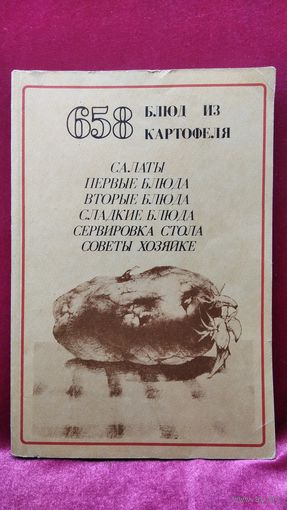 658 БЛЮД ИЗ
КАРТОФЕЛЯ
САЛАТЫ
ПЕРВЫЕ БЛЮДА
ВТОРЫЕ БЛЮДА
СЛАДКИЕ БЛЮДА
СЕРВИРОВКА СТОЛА
СОВЕТЫ ХОЗЯЙКЕ